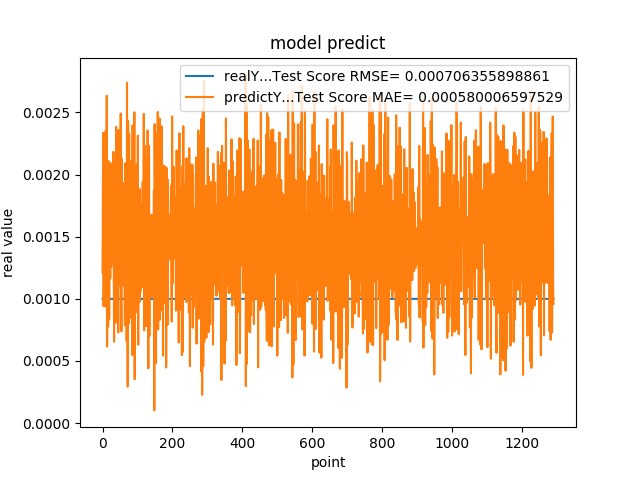 model predict
realY...Test Score RMSE= 0.000706355898861
predictY...Test Score MAE= 0.000580006597529
0.0025
0.0020
0.0015
0.0010
0.0005
0.0000
real value
0 200 400 600 800 1000 1200
point